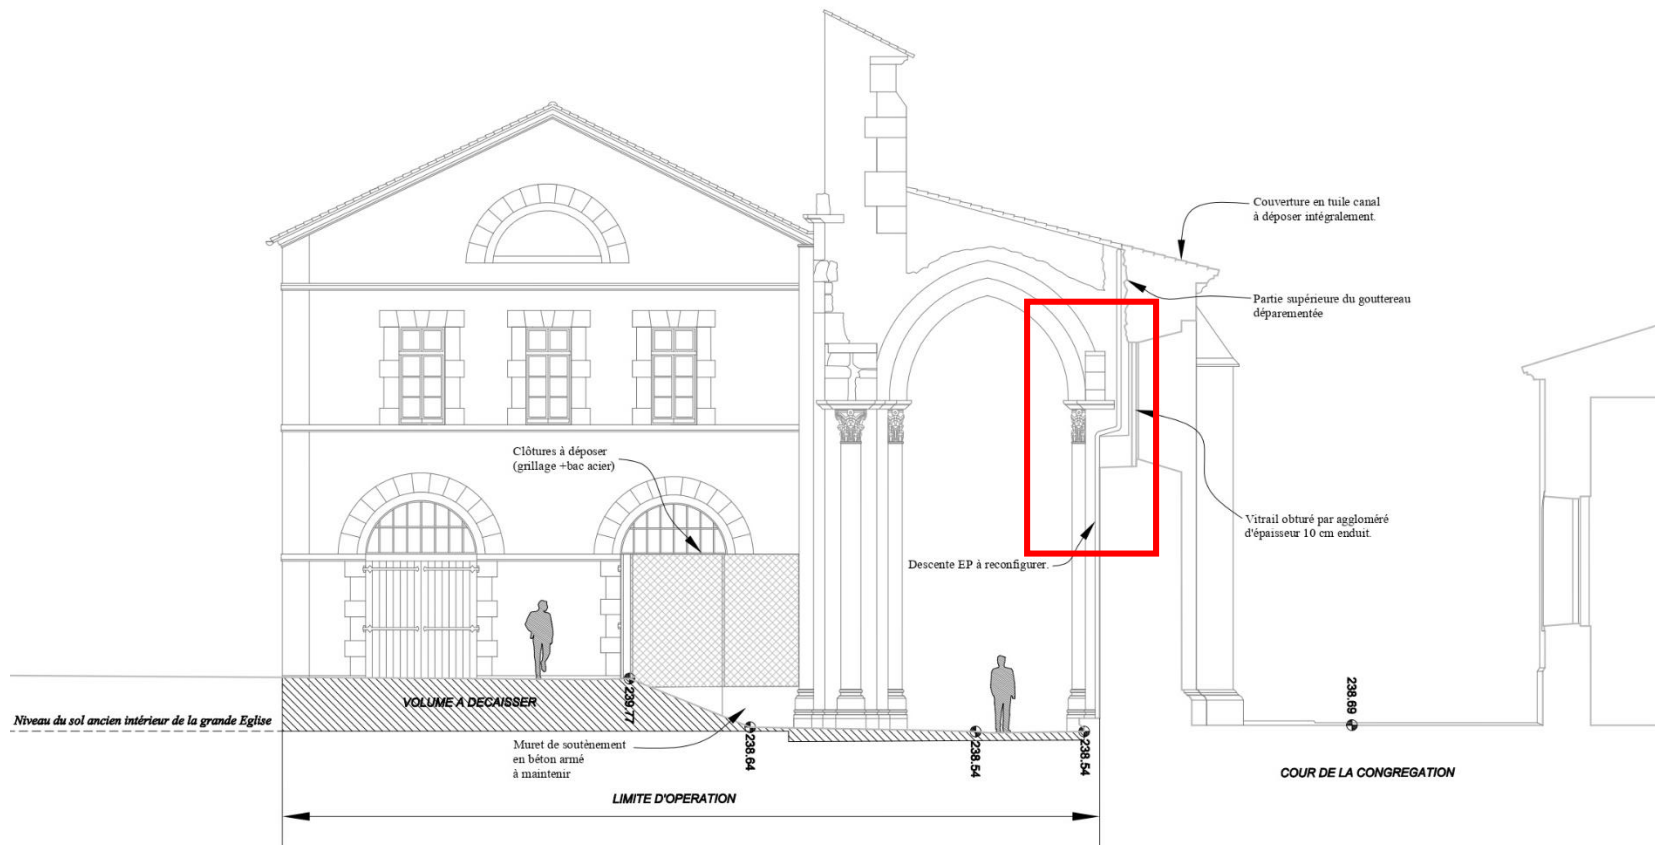 Couverture en tuile canal
à déposer intégralement.
Partie supérieure du gouttereau
déparementée
Clôtures à déposer
(grillage +bac acier)
Vitrail obturé par aggloméré
d'épaisseur 10 cm enduit.
Descente EP à reconfigurer.
VOLUME A DECAISSER
239.77
Niveau du sol ancien intérieur de la grande Eglise
238.69
Muret de soutènement
en béton armé
à maintenir
238.64
238.54
238.54
COUR DE LA CONGREGATION
LIMITE D'OPERATION